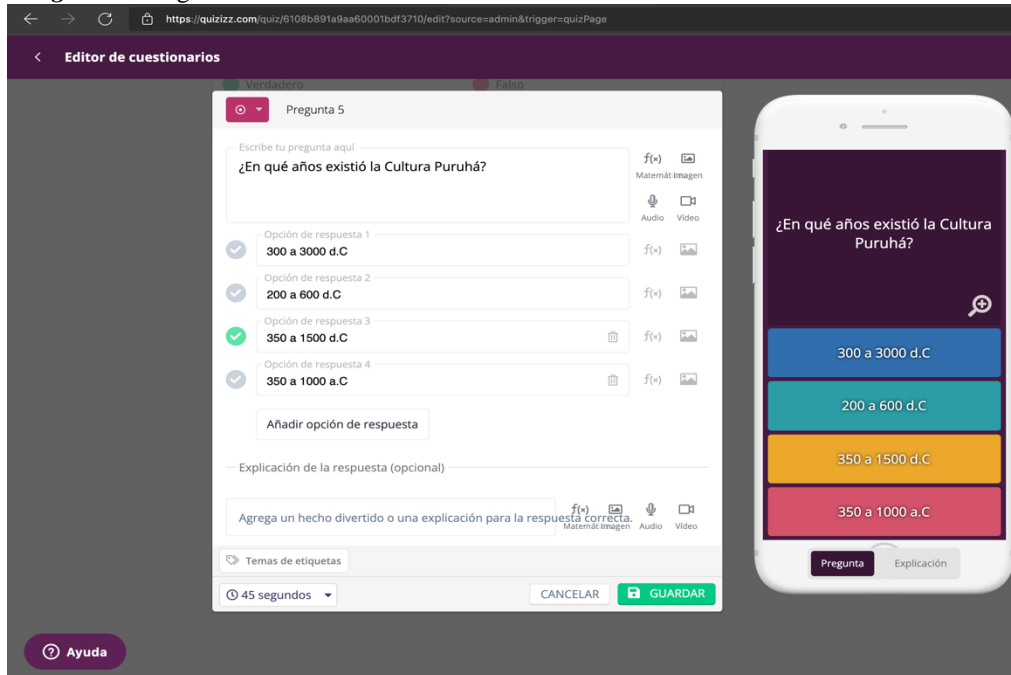 https://quizizz.com/quiz/6108b891a9aa60001bdf3710/edit?source=admin&trigger=quizPage
Editor de cuestionarios
Verdadero
Falso
Pregunta 5
Escribe tu pregunta aquí
¿En qué años existió la Cultura Puruhá?
f(x)
Matemát
Imagen
Audio
Vídeo
Opción de respuesta 1
300 a 3000 d.C
f(x)
Opción de respuesta 2
200 a 600 d.C
f(x)
Opción de respuesta 3
350 a 1500 d.C
f(x)
Opción de respuesta 4
350 a 1000 a.C
f(x)
Añadir opción de respuesta
Explicación de la respuesta (opcional)
Agrega un hecho divertido o una explicación para la respuesta correcta.
f(x)
Matemát
Imagen
Audio
Vídeo
Temas de etiquetas
45 segundos
CANCELAR
GUARDAR
¿En qué años existió la Cultura
Puruhá?
300 a 3000 d.C
200 a 600 d.C
350 a 1500 d.C
350 a 1000 a.C
Pregunta
Explicación
Ayuda